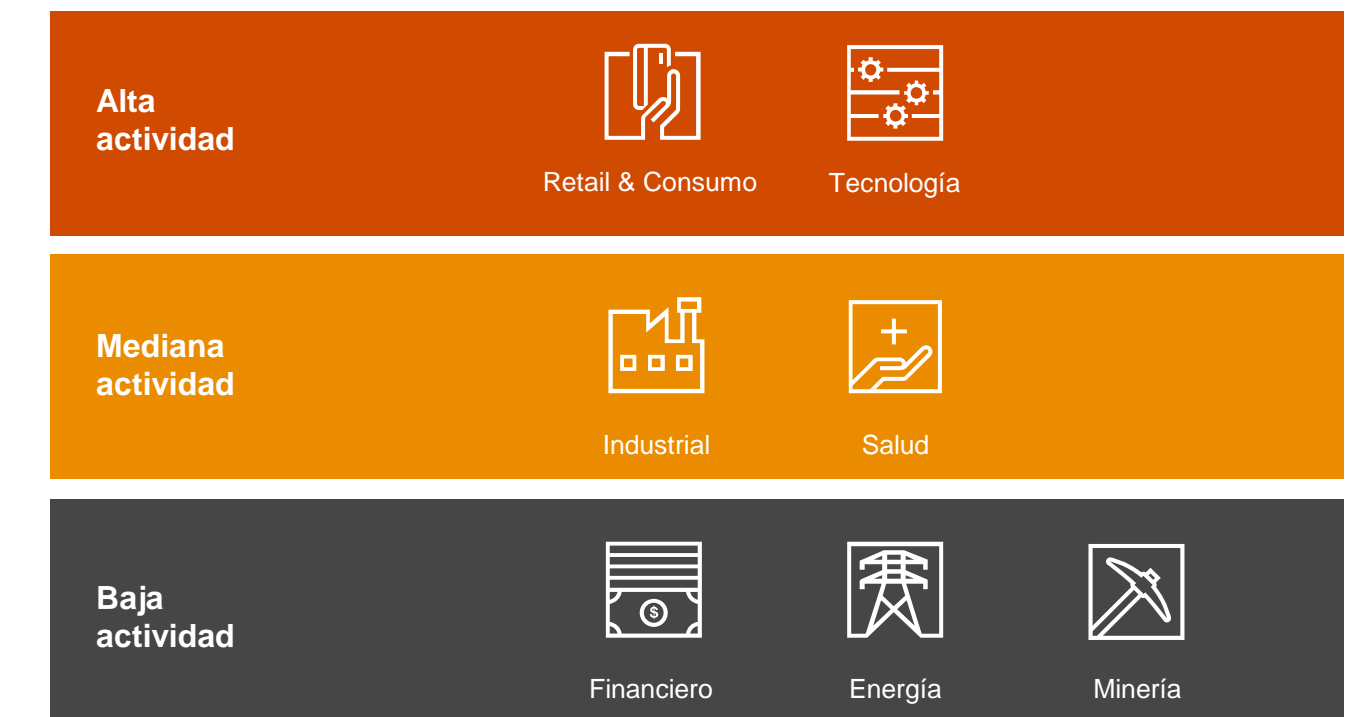 Alta
actividad
Retail & Consumo
Tecnología
Mediana
actividad
Industrial
Salud
Baja
actividad
$
Financiero
Energía
Minería